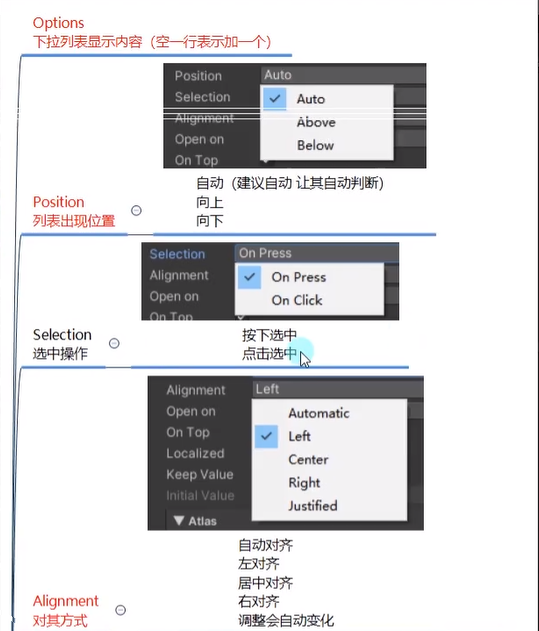 Options
下拉列表显示内容（空一行表示加一个）
Position
Auto
Selection
Auto
Alignment
Above
Open on
Below
On Top
自动（建议自动 让其自动判断）
向上
向下
Position
列表出现位置
Selection
On Press
Alignment
On Press
Open on
On Click
On Top
按下选中
点击选中
Selection
选中操作
Alignment
Left
Open on
Automatic
On Top
Left
Localized
Center
Keep Value
Right
Initial Value
Justified
Atlas
自动对齐
左对齐
居中对齐
右对齐
调整会自动变化
Alignment
对其方式